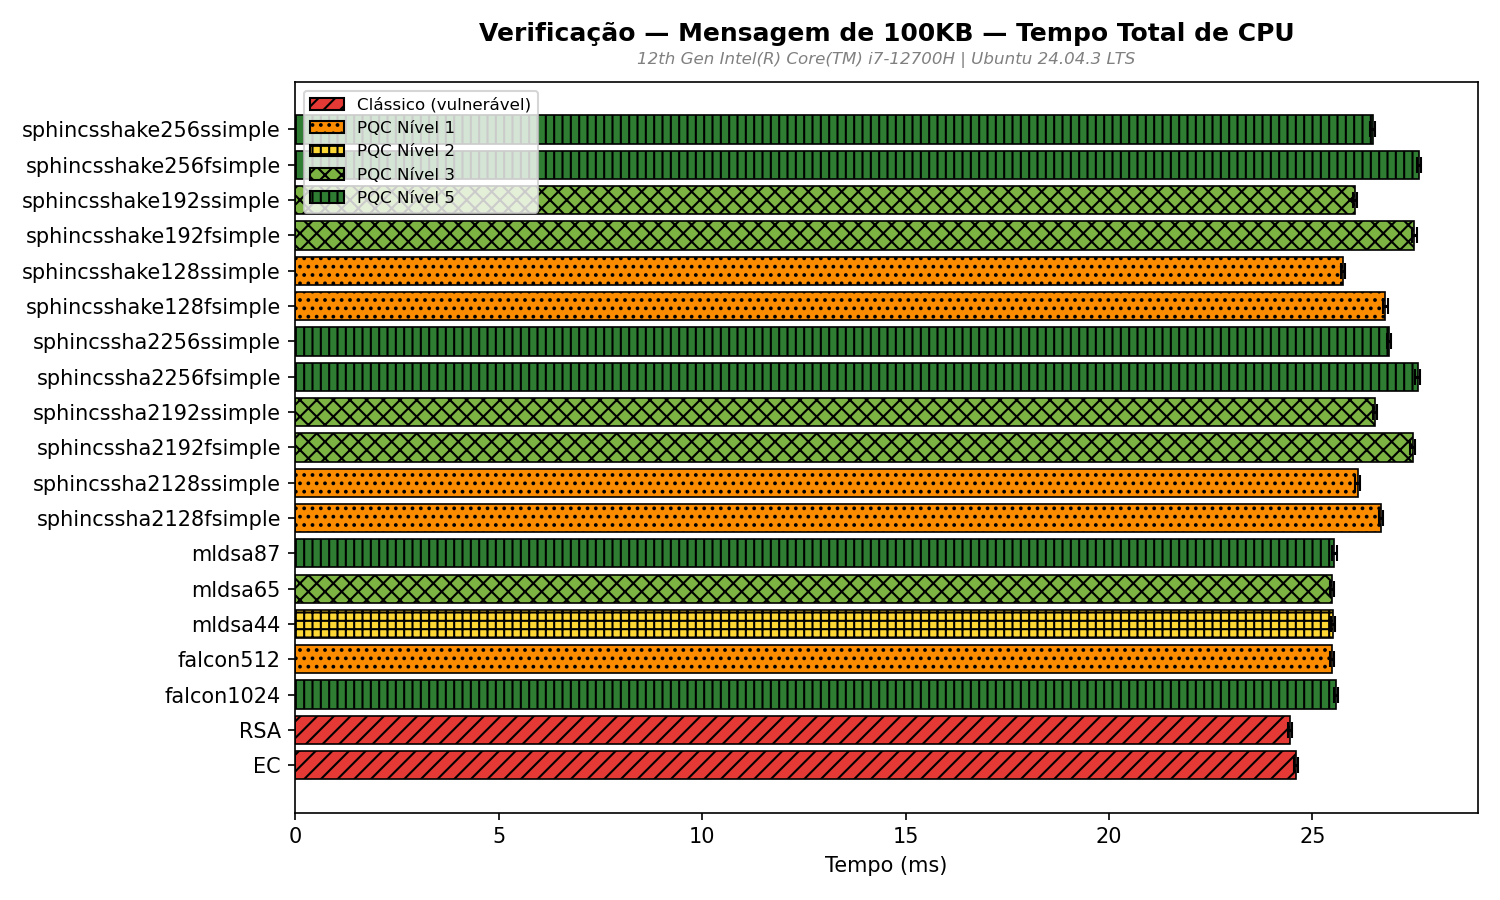 Verificação — Mensagem de 100KB — Tempo Total de CPU
12th Gen Intel(R) Core(TM) i7-12700H | Ubuntu 24.04.3 LTS
Clássico (vulnerável)
PQC Nível 1
PQC Nível 2
PQC Nível 3
PQC Nível 5
sphincsshake256ssimple
sphincsshake256fsimple
sphincsshake192ssimple
sphincsshake192fsimple
sphincsshake128ssimple
sphincsshake128fsimple
sphincssha2256ssimple
sphincssha2256fsimple
sphincssha2192ssimple
sphincssha2192fsimple
sphincssha2128ssimple
sphincssha2128fsimple
mldsa87
mldsa65
mldsa44
falcon512
falcon1024
RSA
EC
0 5 10 15 20 25
Tempo (ms)